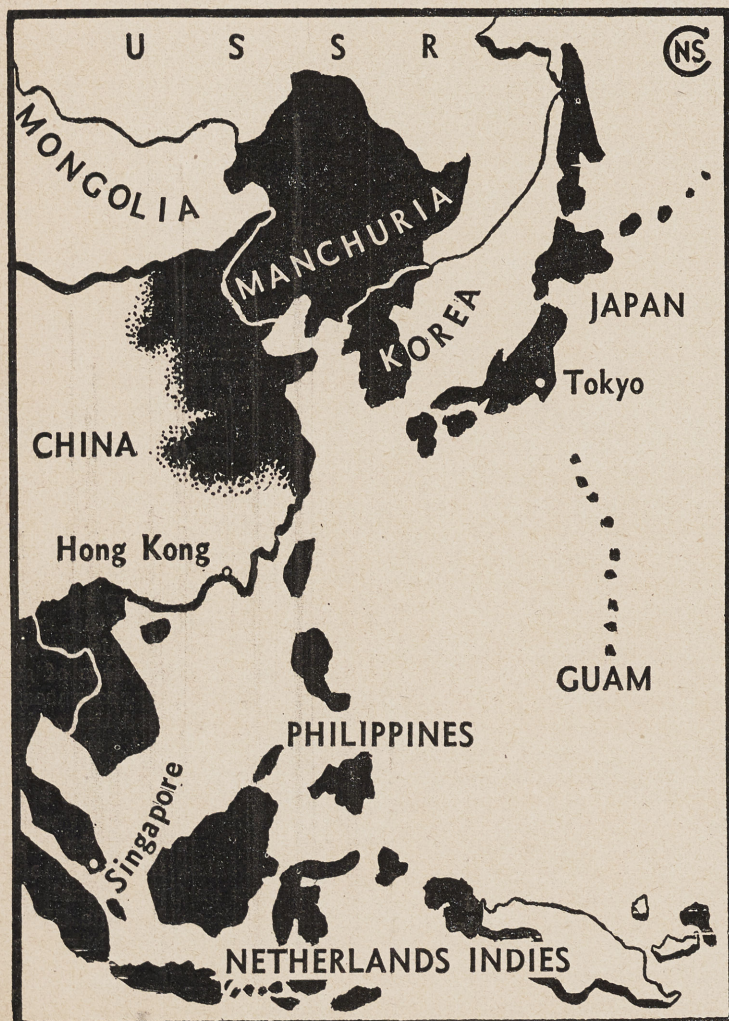 U S S R
NS
MONGOLIA
MANCHURIA
KOREA
JAPAN
Tokyo
CHINA
Hong Kong
GUAM
PHILIPPINES
Singapore
NETHERLANDS INDIES